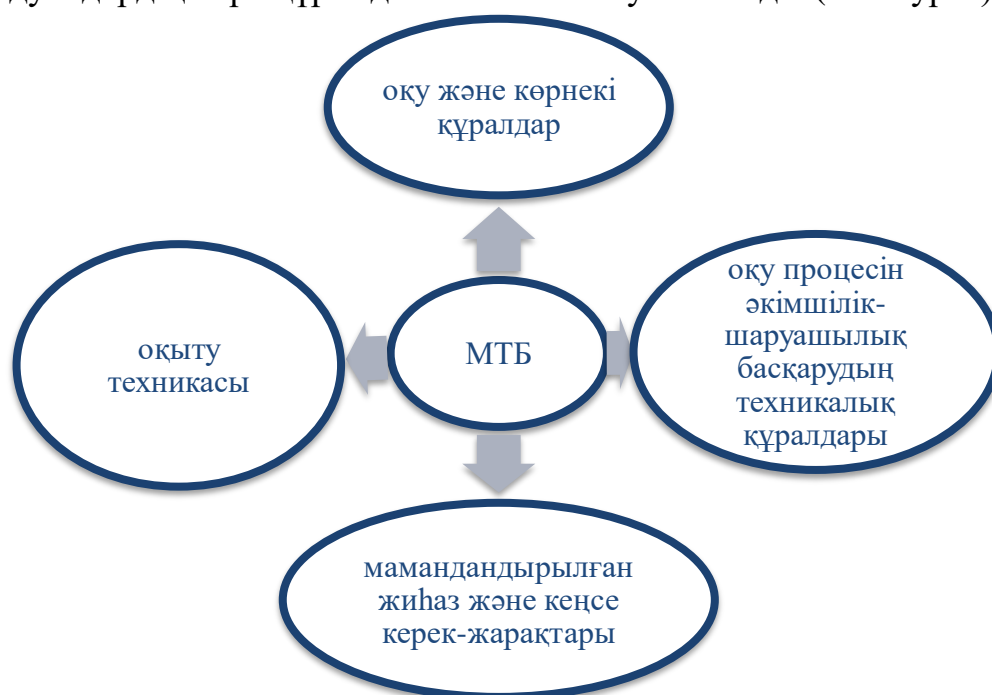 оқу және көрнекі
құралдар
оқыту
техникасы
МТБ
оқу процесін
әкімшілік-
шаруашылық
басқарудың
техникалық
құралдары
мамандандырылған
жиһаз және кеңсе
керек-жарақтары